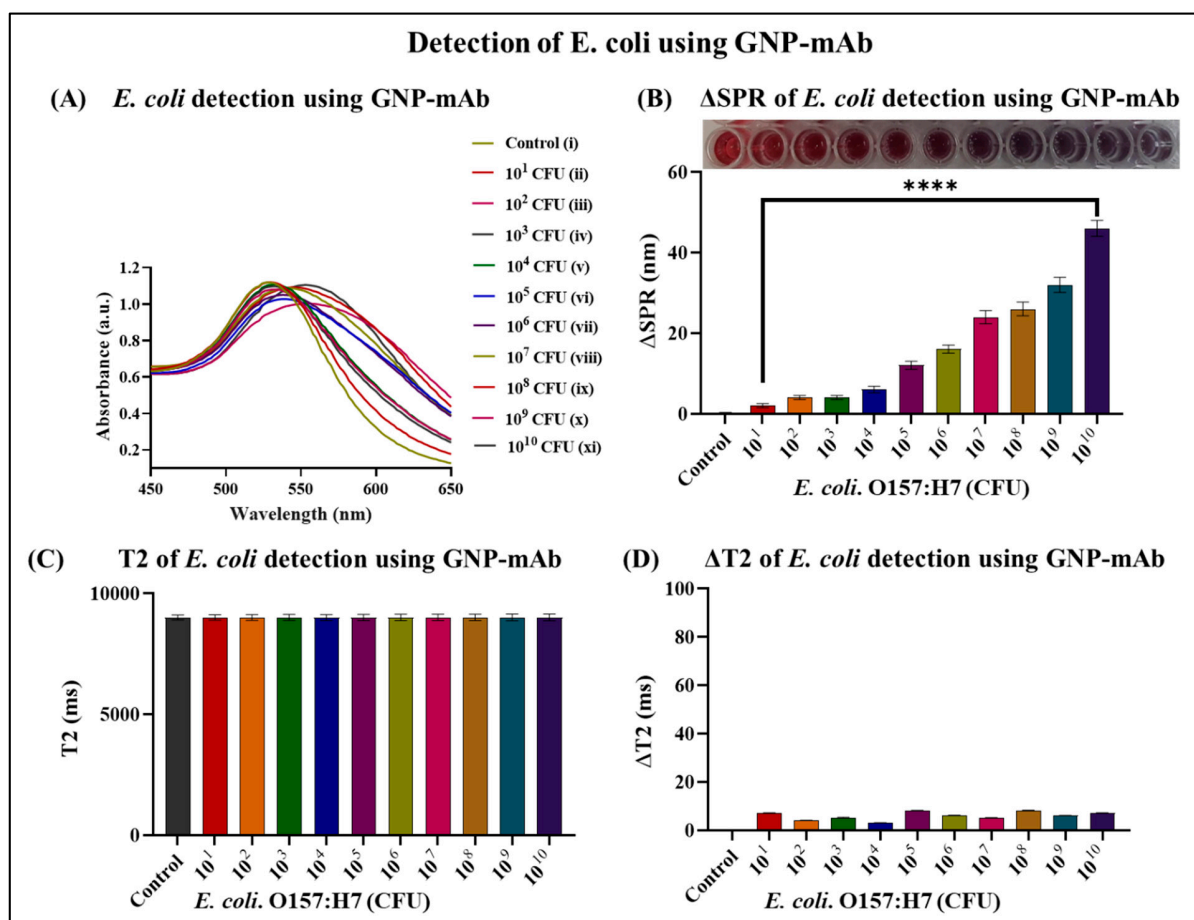 Detection of E. coli using GNP-mAb
(A) E. coli detection using GNP-mAb
Control (i)
10¹ CFU (ii)
10² CFU (iii)
10³ CFU (iv)
10⁴ CFU (v)
10⁵ CFU (vi)
10⁶ CFU (vii)
10⁷ CFU (viii)
10⁸ CFU (ix)
10⁹ CFU (x)
10¹⁰ CFU (xi)
Absorbance (a.u.)
1.2
1.0
0.8
0.6
0.4
0.2
450 500 550 600 650
Wavelength (nm)
(B) ΔSPR of E. coli detection using GNP-mAb
****
ΔSPR (nm)
60
40
20
0
Control 10¹ 10² 10³ 10⁴ 10⁵ 10⁶ 10⁷ 10⁸ 10⁹ 10¹⁰
E. coli. O157:H7 (CFU)
(C) T2 of E. coli detection using GNP-mAb
T2 (ms)
10000
5000
0
Control 10¹ 10² 10³ 10⁴ 10⁵ 10⁶ 10⁷ 10⁸ 10⁹ 10¹⁰
E. coli. O157:H7 (CFU)
(D) ΔT2 of E. coli detection using GNP-mAb
ΔT2 (ms)
100
80
60
40
20
0
Control 10¹ 10² 10³ 10⁴ 10⁵ 10⁶ 10⁷ 10⁸ 10⁹ 10¹⁰
E. coli. O157:H7 (CFU)